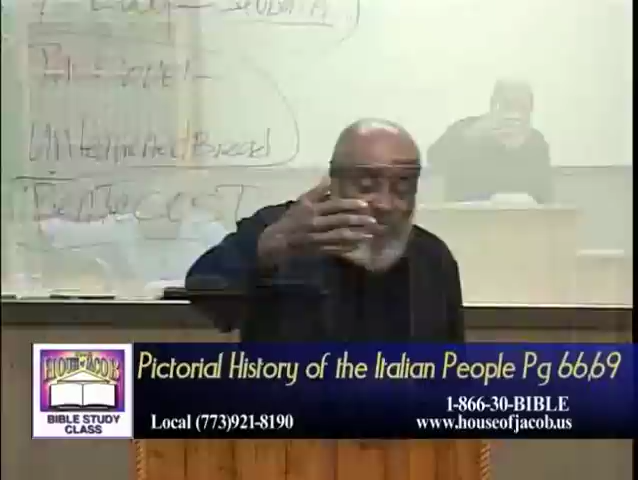 Unleavened Bread
Pentecost
HOUSE OF JACOB
BIBLE STUDY
CLASS
Pictorial History of the Italian People Pg 66,69
1-866-30-BIBLE
Local (773)921-8190
www.houseofjacob.us